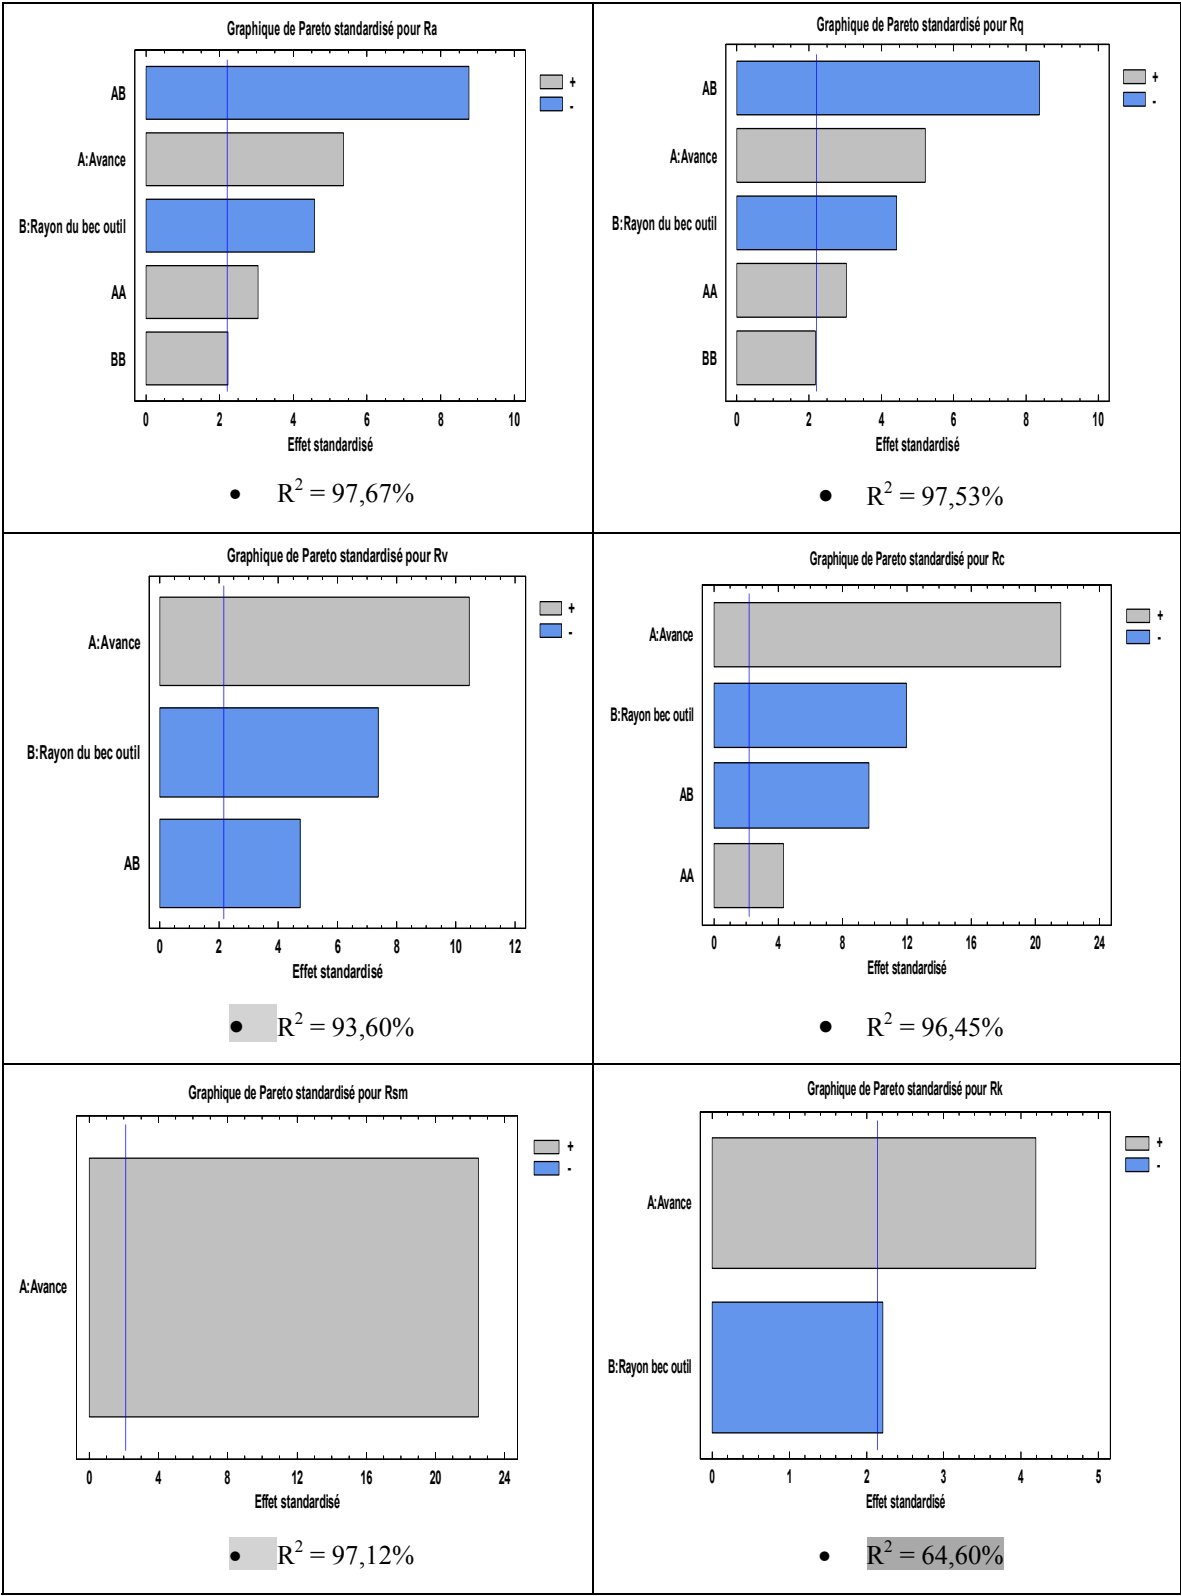 Graphique de Pareto standardisé pour Ra
+
-
AB
A:Avance
B:Rayon du bec outil
AA
BB
0 2 4 6 8 10
Effet standardisé
• R² = 97,67%
Graphique de Pareto standardisé pour Rq
+
-
AB
A:Avance
B:Rayon du bec outil
AA
BB
0 2 4 6 8 10
Effet standardisé
• R² = 97,53%
Graphique de Pareto standardisé pour Rv
+
-
A:Avance
B:Rayon du bec outil
AB
0 2 4 6 8 10 12
Effet standardisé
• R² = 93,60%
Graphique de Pareto standardisé pour Rc
+
-
A:Avance
B:Rayon bec outil
AB
AA
0 4 8 12 16 20 24
Effet standardisé
• R² = 96,45%
Graphique de Pareto standardisé pour Rsm
+
-
A:Avance
0 4 8 12 16 20 24
Effet standardisé
• R² = 97,12%
Graphique de Pareto standardisé pour Rk
+
-
A:Avance
B:Rayon bec outil
0 1 2 3 4 5
Effet standardisé
• R² = 64,60%